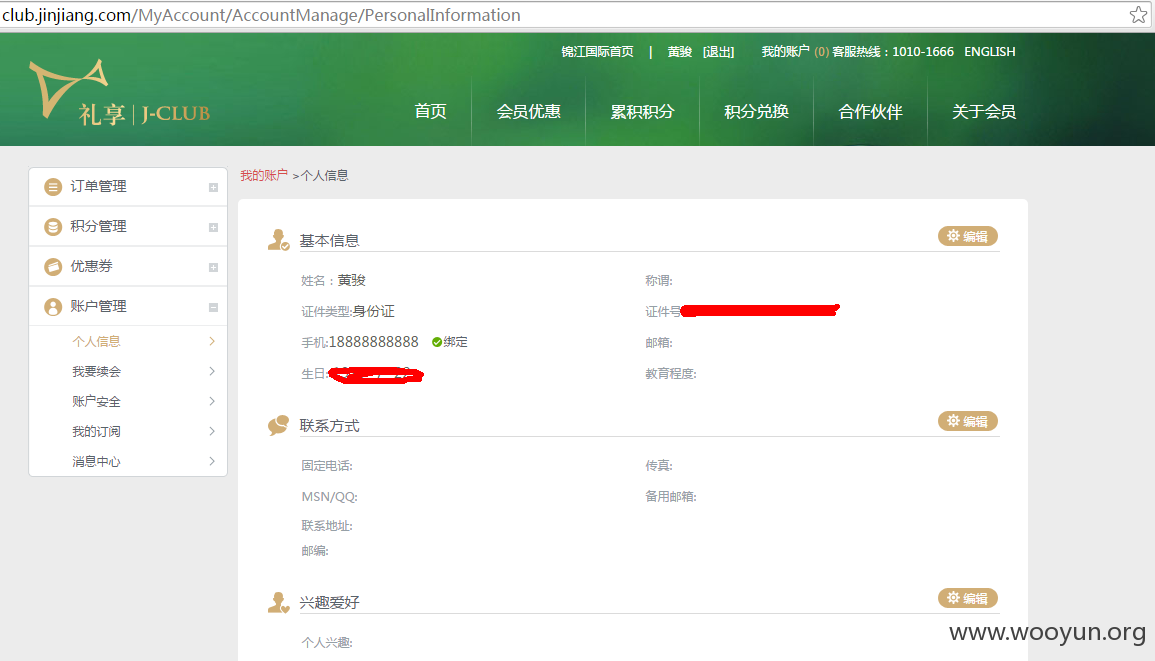 club.jinjiang.com/MyAccount/AccountManage/PersonalInformation
锦江国际首页 | 黄骏 [退出] 我的账户 (0) 客服热线：1010-1666 ENGLISH
礼享 | J-CLUB
首页 会员优惠 累积积分 积分兑换 合作伙伴 关于会员
订单管理
积分管理
优惠券
账户管理
个人信息
我要续会
账户安全
我的订阅
消息中心
我的账户 >个人信息
基本信息 编辑
姓名：黄骏 称谓:
证件类型:身份证 证件号
手机:18888888888 绑定 邮箱:
生日: 教育程度:
联系方式 编辑
固定电话: 传真:
MSN/QQ: 备用邮箱:
联系地址:
邮编:
兴趣爱好 编辑
个人兴趣:
www.wooyun.org